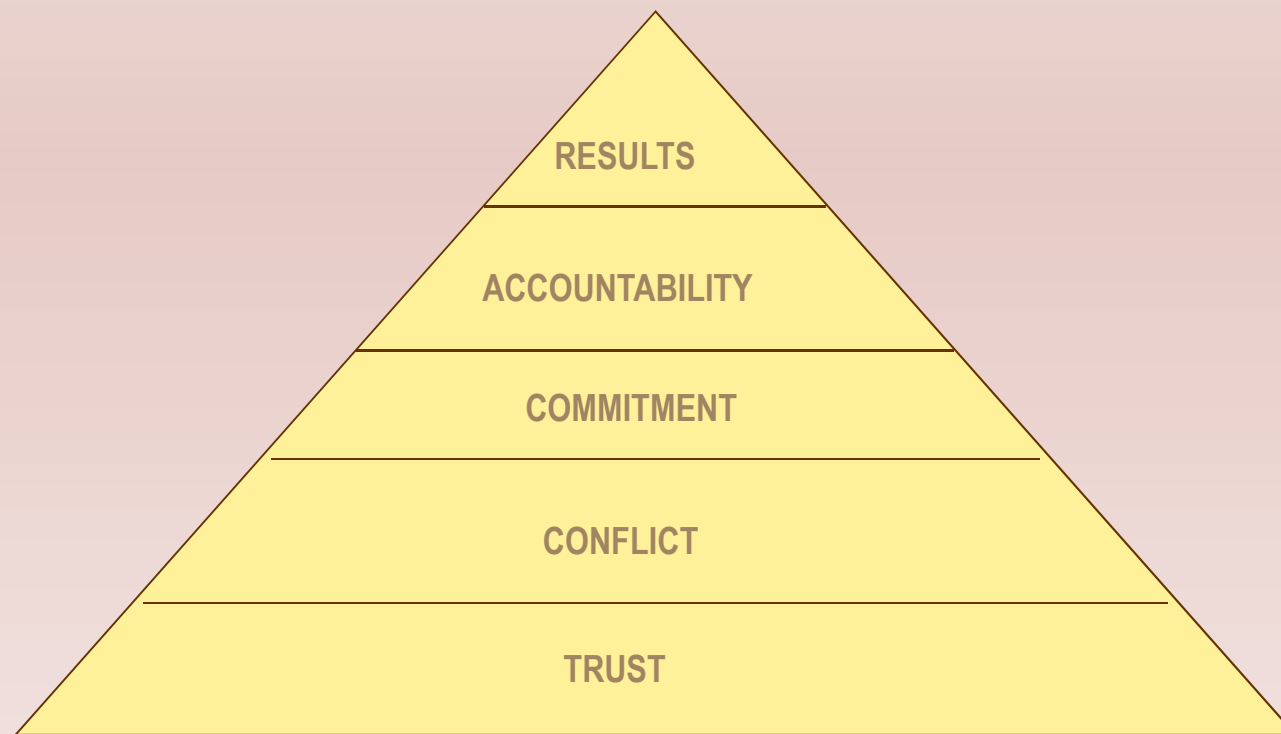 RESULTS
ACCOUNTABILITY
COMMITMENT
CONFLICT
TRUST